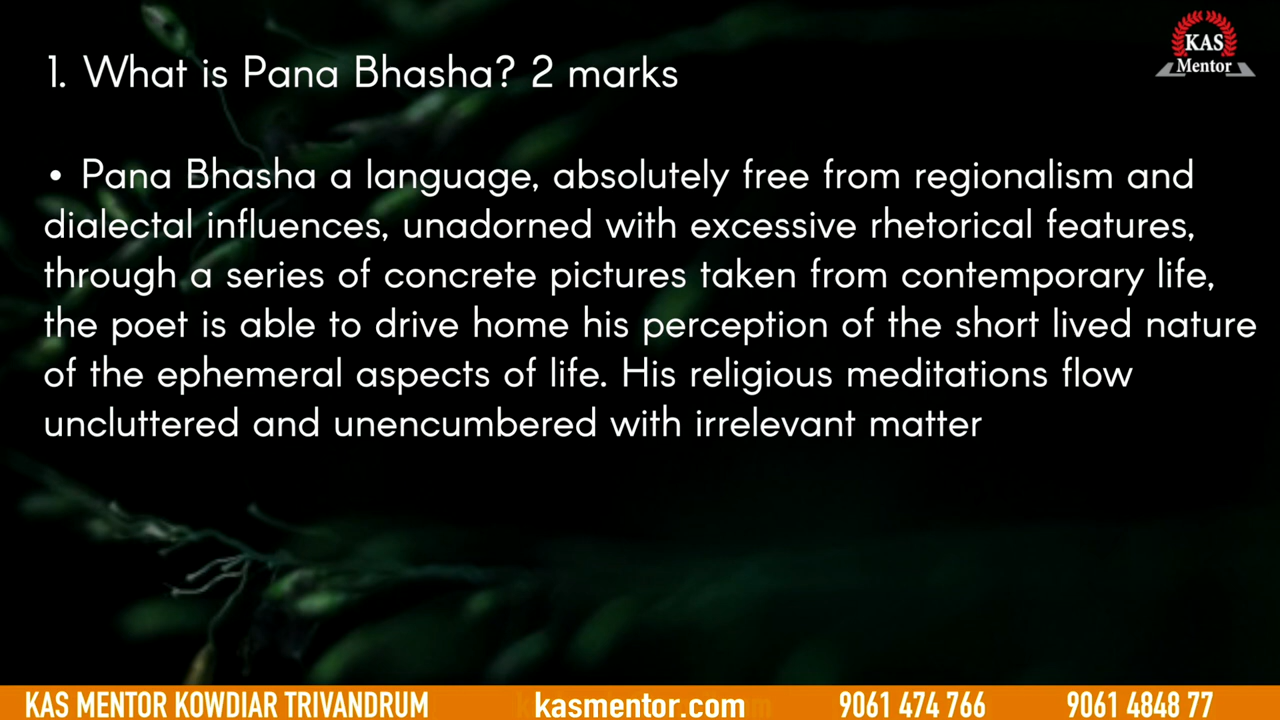 KAS
Mentor
1. What is Pana Bhasha? 2 marks
• Pana Bhasha a language, absolutely free from regionalism and
dialectal influences, unadorned with excessive rhetorical features,
through a series of concrete pictures taken from contemporary life,
the poet is able to drive home his perception of the short lived nature
of the ephemeral aspects of life. His religious meditations flow
uncluttered and unencumbered with irrelevant matter
KAS MENTOR KOWDIAR TRIVANDRUM kasmentor.com 9061 474 766 9061 4848 77